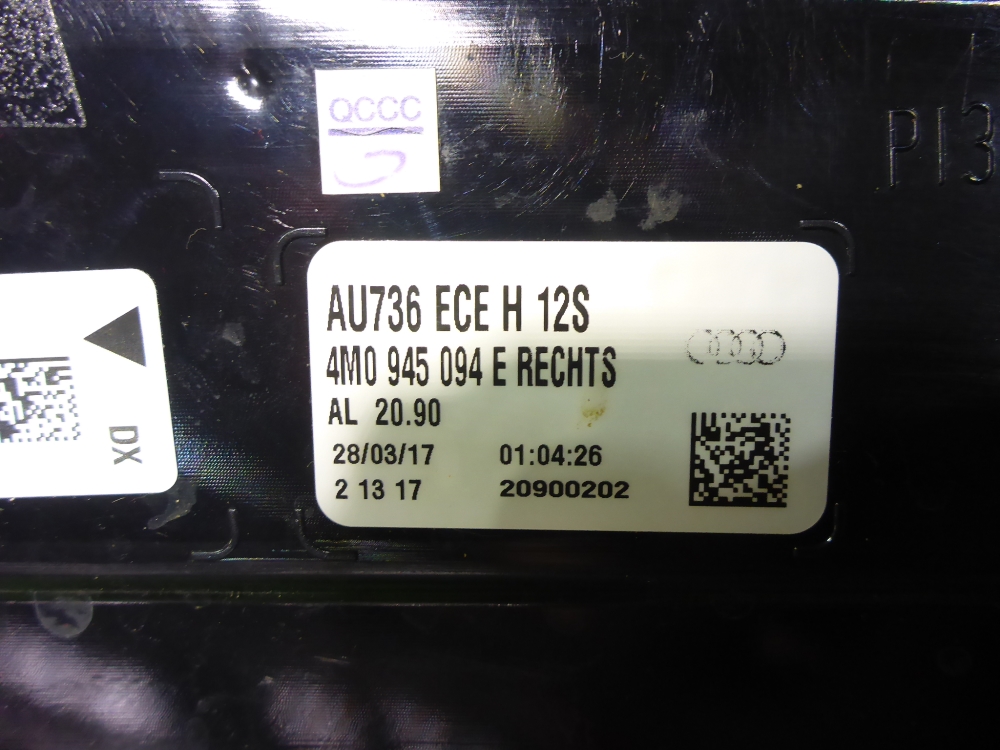 QCCC
P13
AU736 ECE H 12S
4M0 945 094 E RECHTS
AL 20.90
28/03/17 01:04:26
2 13 17 20900202
DX